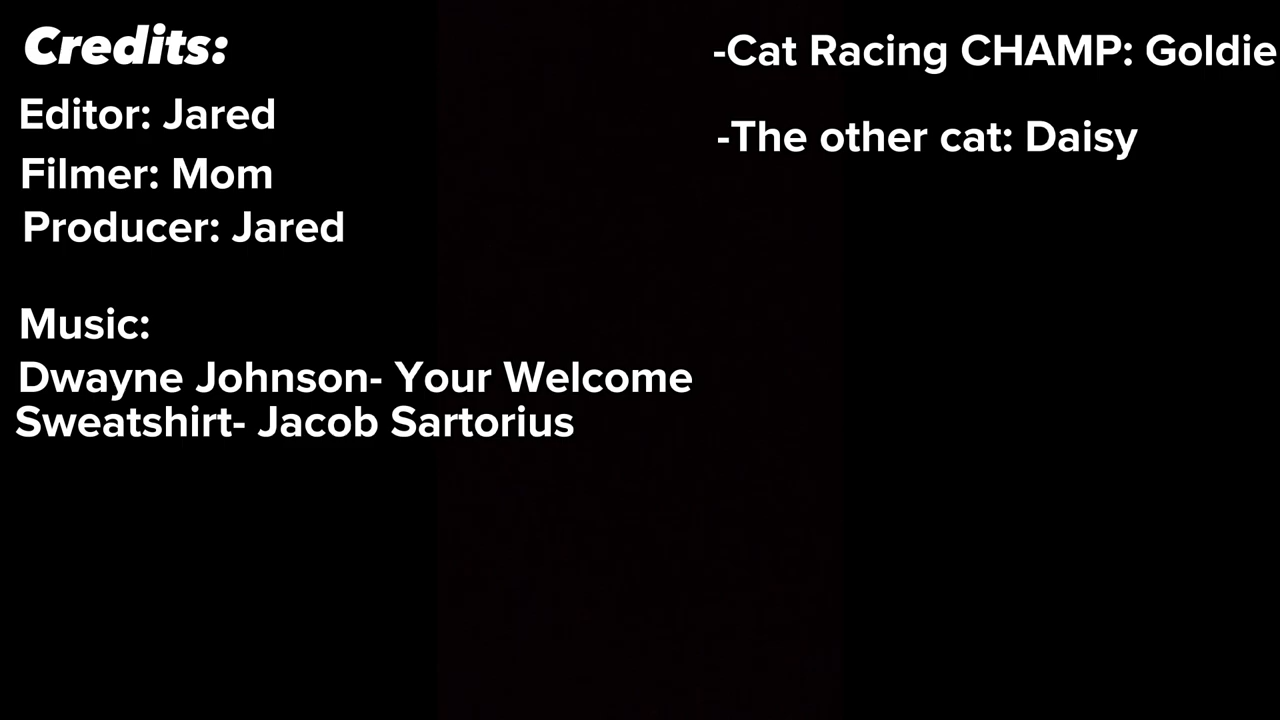 Credits:
Editor: Jared
Filmer: Mom
Producer: Jared
Music:
Dwayne Johnson- Your Welcome
Sweatshirt- Jacob Sartorius
-Cat Racing CHAMP: Goldie
-The other cat: Daisy